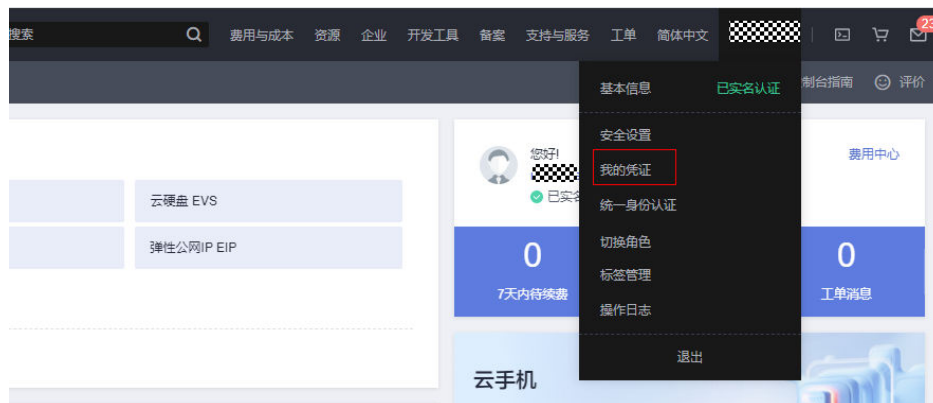 搜索 费用与成本 资源 企业 开发工具 备案 支持与服务 工单 简体中文 23
基本信息 已实名认证 制台指南 评价
安全设置
我的凭证
统一身份认证
切换角色
标签管理
操作日志
退出
您好!
费用中心
已实名
云硬盘 EVS
弹性公网IP EIP
0
7天内待续费
0
工单消息
云手机